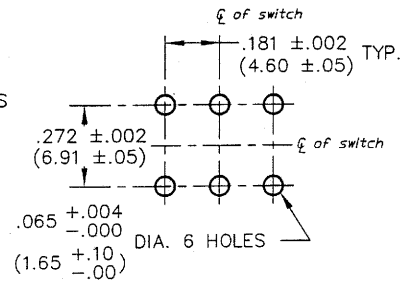 ℄ of switch
.181 ±.002
(4.60 ±.05) TYP.
S
.272 ±.002
(6.91 ±.05)
℄ of switch
.065 +.004
-.000
DIA. 6 HOLES
(1.65 +.10
-.00)